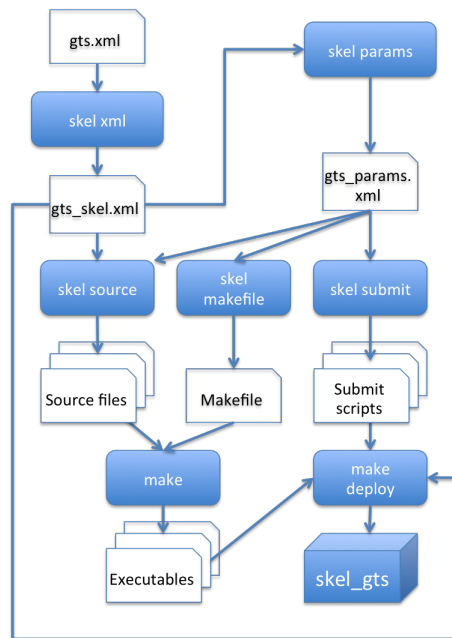 gts.xml
skel params
skel xml
gts_skel.xml
gts_params.
xml
skel source
skel
makefile
skel submit
Source files
Makefile
Submit
scripts
make
make
deploy
Executables
skel_gts